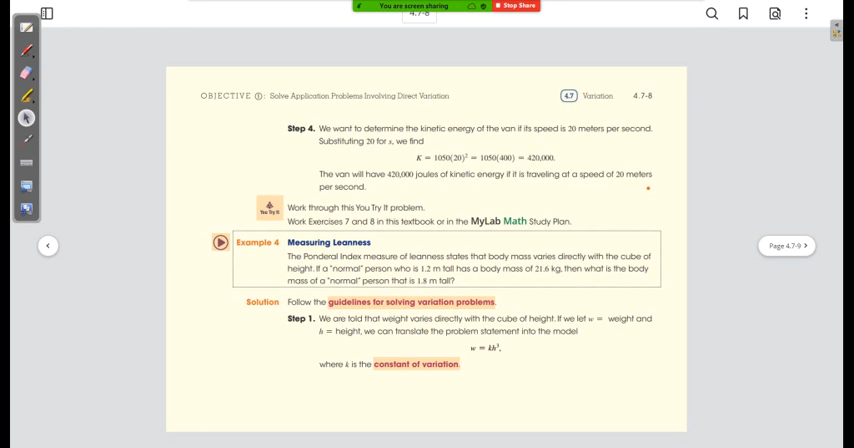 You are screen sharing
Stop Share
4.7-8
OBJECTIVE 1: Solve Application Problems Involving Direct Variation
4.7 Variation 4.7-8
Step 4. We want to determine the kinetic energy of the van if its speed is 20 meters per second.
Substituting 20 for s, we find
K = 1050(20)² = 1050(400) = 420,000.
The van will have 420,000 joules of kinetic energy if it is traveling at a speed of 20 meters
per second.
You Try It
Work through this You Try It problem.
Work Exercises 7 and 8 in this textbook or in the MyLab Math Study Plan.
Example 4 Measuring Leanness
The Ponderal Index measure of leanness states that body mass varies directly with the cube of
height. If a “normal” person who is 1.2 m tall has a body mass of 21.6 kg, then what is the body
mass of a “normal” person that is 1.8 m tall?
Solution Follow the guidelines for solving variation problems.
Step 1. We are told that weight varies directly with the cube of height. If we let w = weight and
h = height, we can translate the problem statement into the model
w = kh³,
where k is the constant of variation.
Page 4.7-9